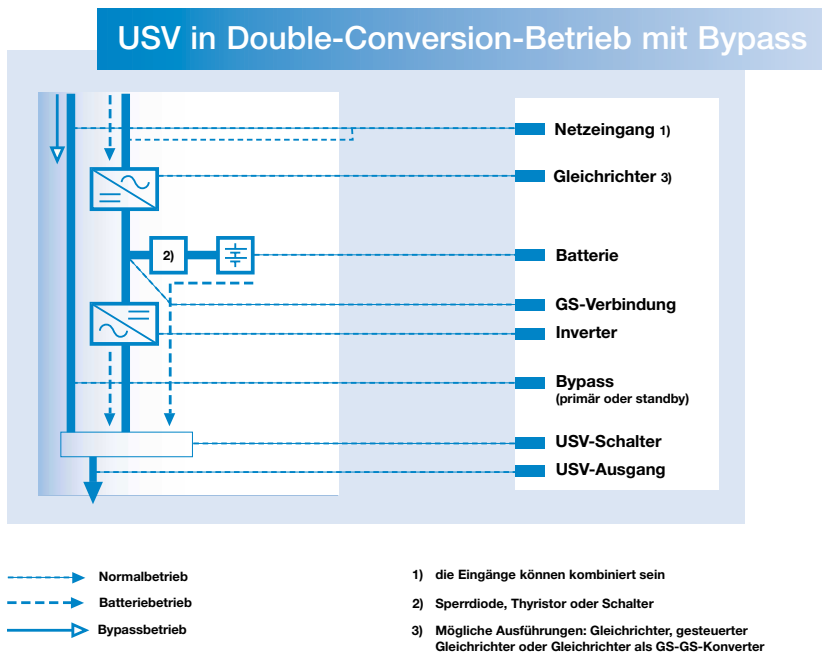 USV in Double-Conversion-Betrieb mit Bypass
Netzeingang 1)
Gleichrichter 3)
2)
Batterie
GS-Verbindung
Inverter
Bypass
(primär oder standby)
USV-Schalter
USV-Ausgang
Normalbetrieb
Batteriebetrieb
Bypassbetrieb
1) die Eingänge können kombiniert sein
2) Sperrdiode, Thyristor oder Schalter
3) Mögliche Ausführungen: Gleichrichter, gesteuerter
Gleichrichter oder Gleichrichter als GS-GS-Konverter